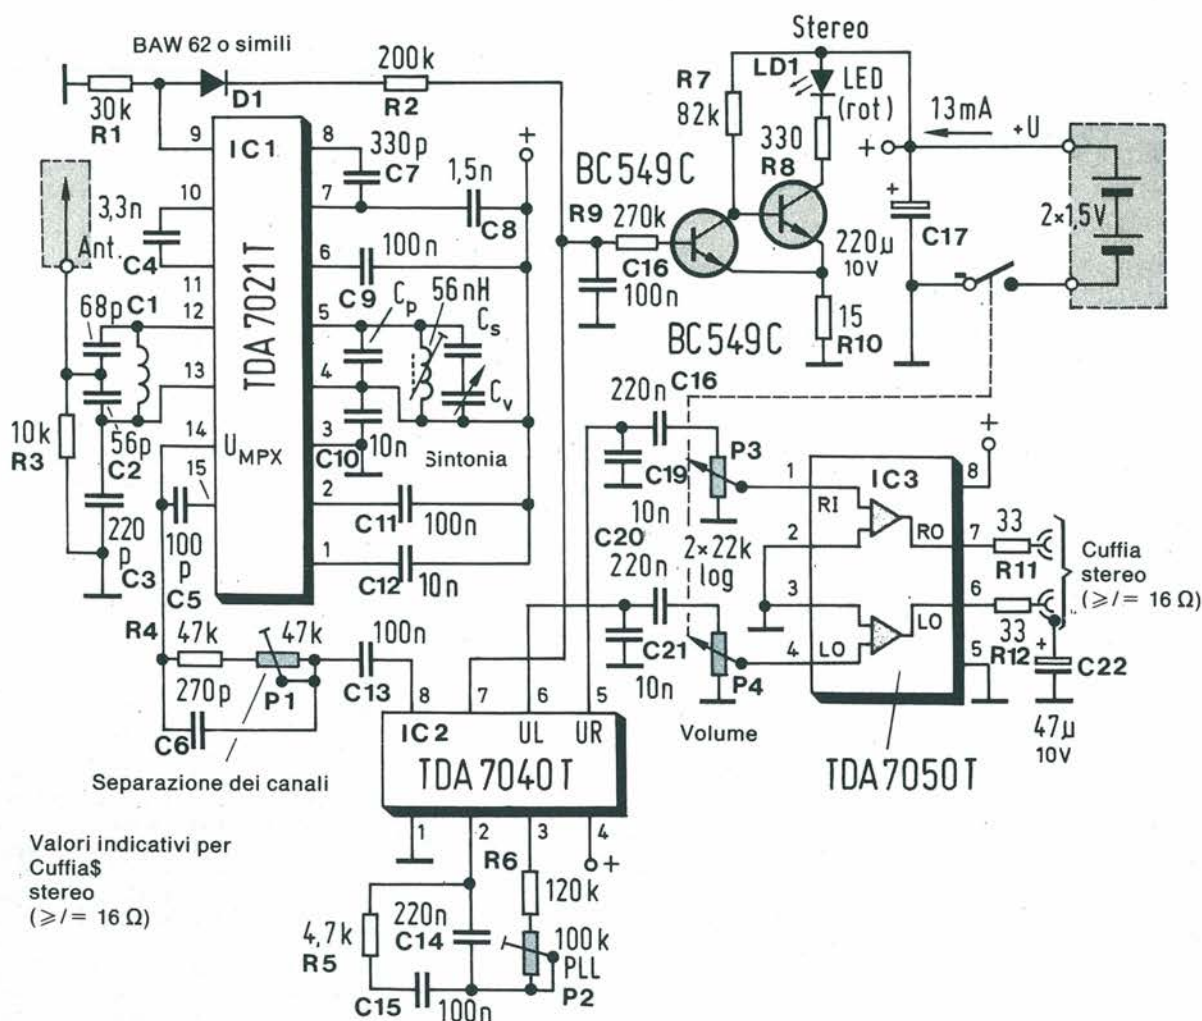 BAW 62 o simili
D1
200k
R2
30k
R1
Stereo
LD1
LED
(rot)
R7
82k
330
R8
13mA
+U
+
+
2×1,5V
220µ
10V
C17
BC549C
R9
270k
C16
100n
BC549C
15
R10
9
IC1
8
330p
C7
+
10
3,3n
C4
Ant.
7
1,5n
C8
11
6
100n
C9
C1
68p
12
5
Cp
56nH
Cs
TDA 7021T
13
4
Cv
56p
C2
10k
R3
14
UMPX
3
C10
10n
Sintonia
15
2
C11
100n
220
p
C3
100
p
C5
1
C12
10n
220n
C16
C19
10n
P3
C20
220n
2×22k
log
C21
10n
P4
Volume
1
IC3
8
+
RI
RO
7
33
R11
2
3
6
LO
33
R12
4
LO
5
Cuffia
stereo
(⩾/= 16 Ω)
+
C22
47µ
10V
TDA7050T
R4
47k
47k
P1
270p
C6
100n
C13
Separazione dei canali
8
7
6
5
IC2
UL
UR
TDA 7040T
1
2
3
4
+
R6
120k
100k
PLL
P2
220n
C14
4,7k
R5
C15
100n
Valori indicativi per
Cuffia$
stereo
(⩾/= 16 Ω)